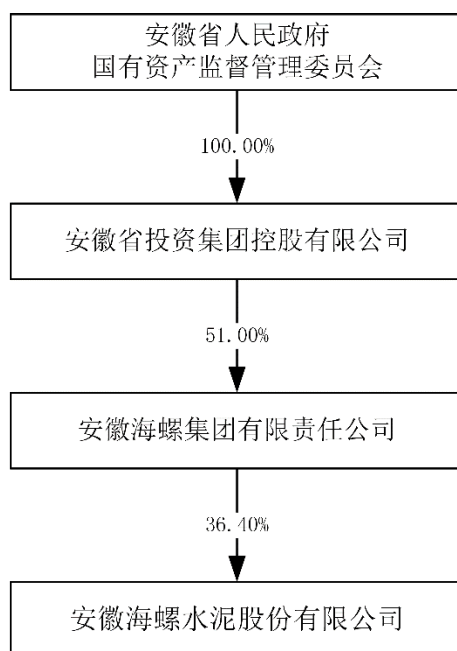 安徽省人民政府
国有资产监督管理委员会
100.00%
安徽省投资集团控股有限公司
51.00%
安徽海螺集团有限责任公司
36.40%
安徽海螺水泥股份有限公司